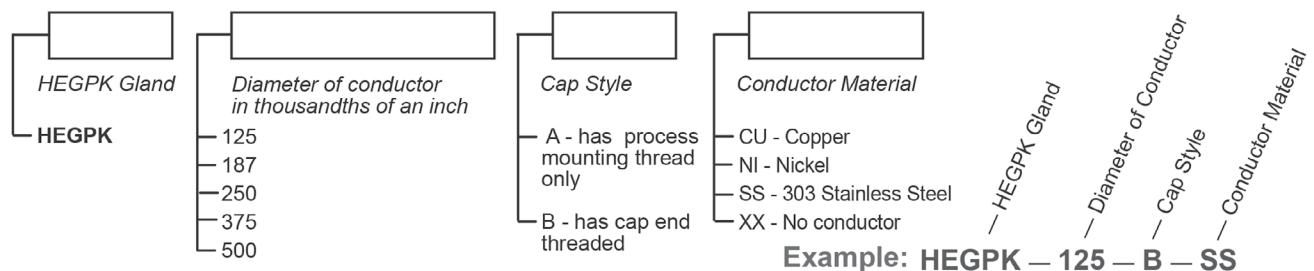 HEGPK Gland
HEGPK
Diameter of conductor
in thousandths of an inch
125
187
250
375
500
Cap Style
A - has process
mounting thread
only
B - has cap end
threaded
Conductor Material
CU - Copper
NI - Nickel
SS - 303 Stainless Steel
XX - No conductor
HEGPK Gland
Diameter of Conductor
Cap Style
Conductor Material
Example: HEGPK — 125 — B — SS